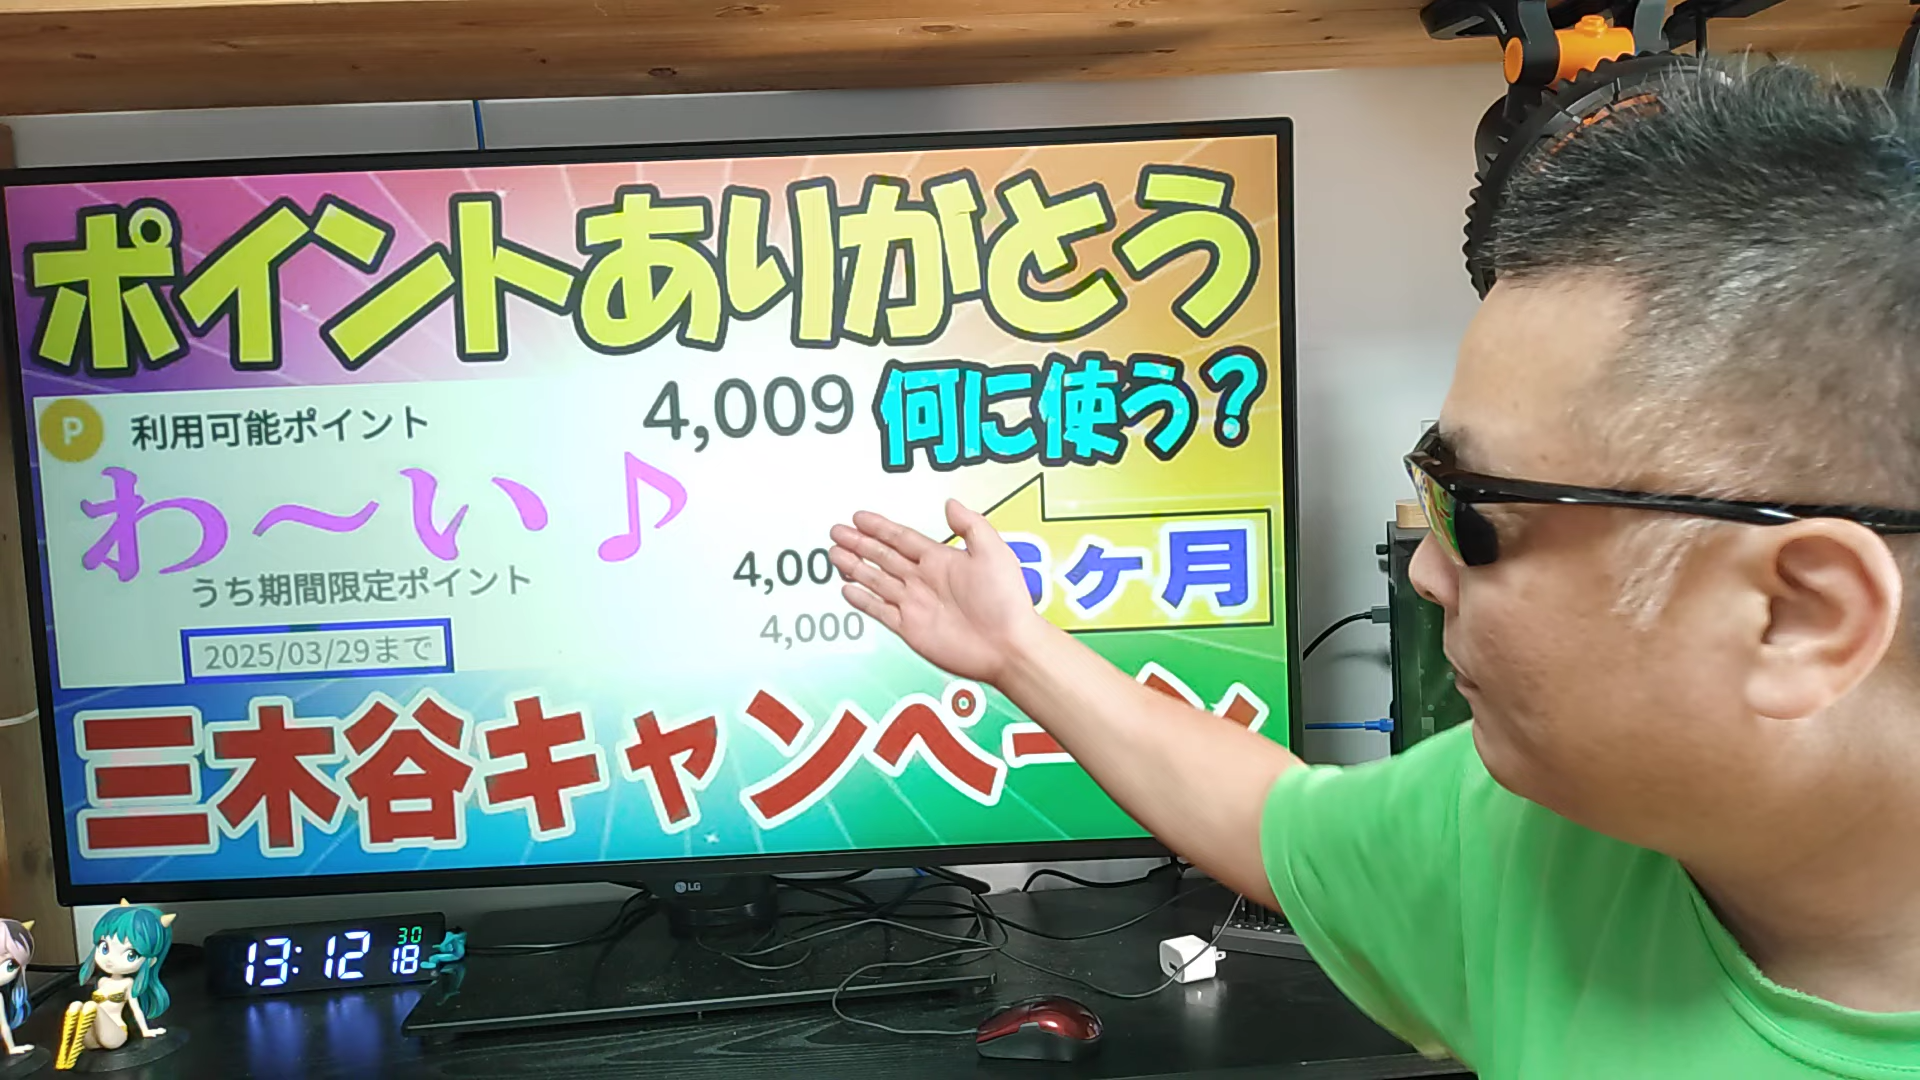 ポイントありがとう
P 利用可能ポイント 4,009
何に使う?
わ〜い♪
うち期間限定ポイント 4,00
6ヶ月
2025/03/29まで 4,000
三木谷キャンペーン
LG
13:12 30 18